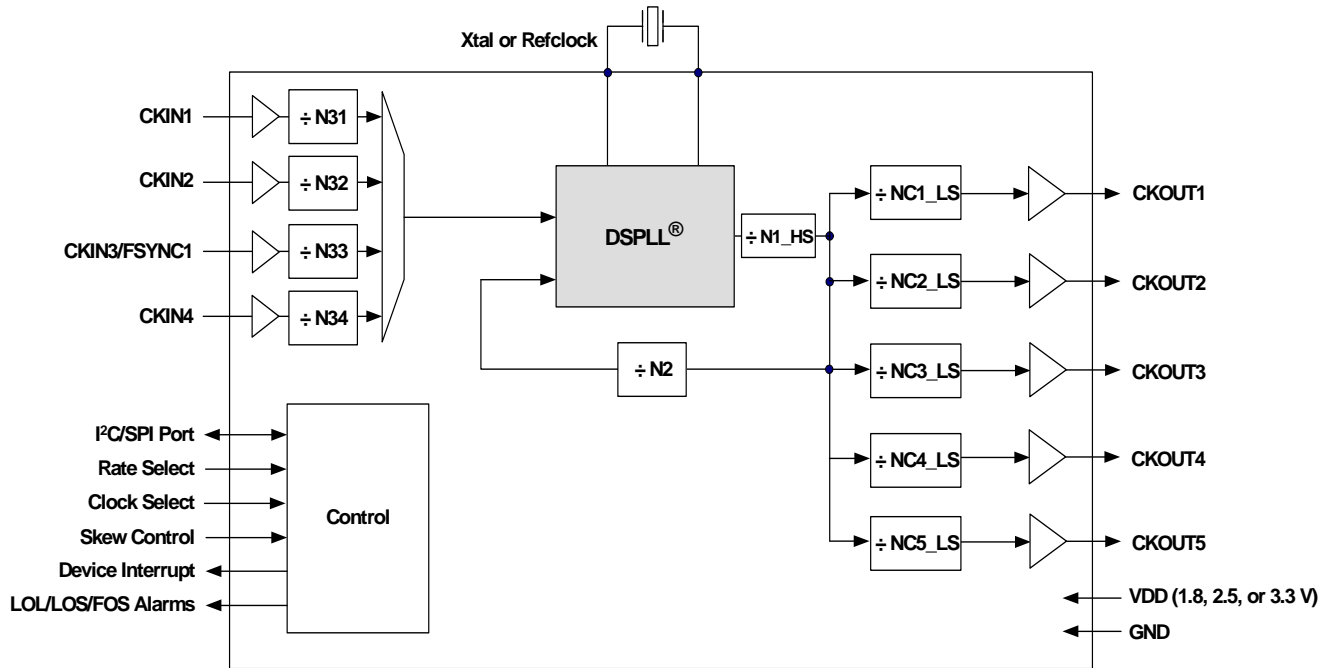 Xtal or Refclock
CKIN1
÷ N31
CKIN2
÷ N32
CKIN3/FSYNC1
÷ N33
CKIN4
÷ N34
DSPLL®
÷ N1_HS
÷ N2
÷ NC1_LS
CKOUT1
÷ NC2_LS
CKOUT2
÷ NC3_LS
CKOUT3
÷ NC4_LS
CKOUT4
÷ NC5_LS
CKOUT5
I²C/SPI Port
Rate Select
Clock Select
Skew Control
Device Interrupt
LOL/LOS/FOS Alarms
Control
VDD (1.8, 2.5, or 3.3 V)
GND